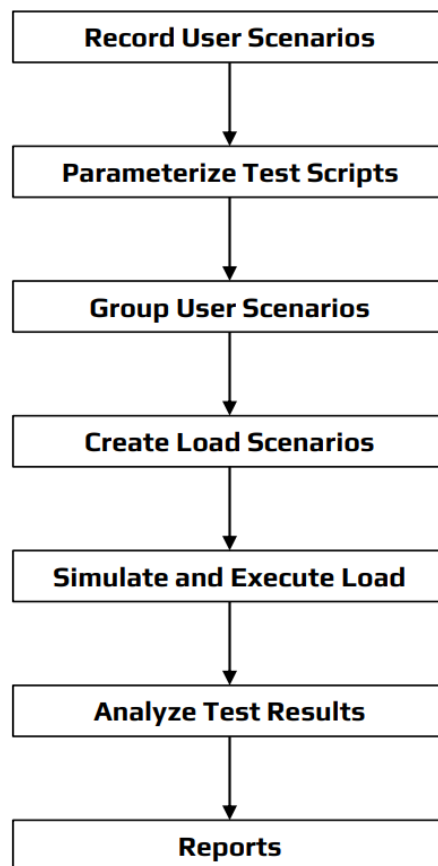 Record User Scenarios
Parameterize Test Scripts
Group User Scenarios
Create Load Scenarios
Simulate and Execute Load
Analyze Test Results
Reports